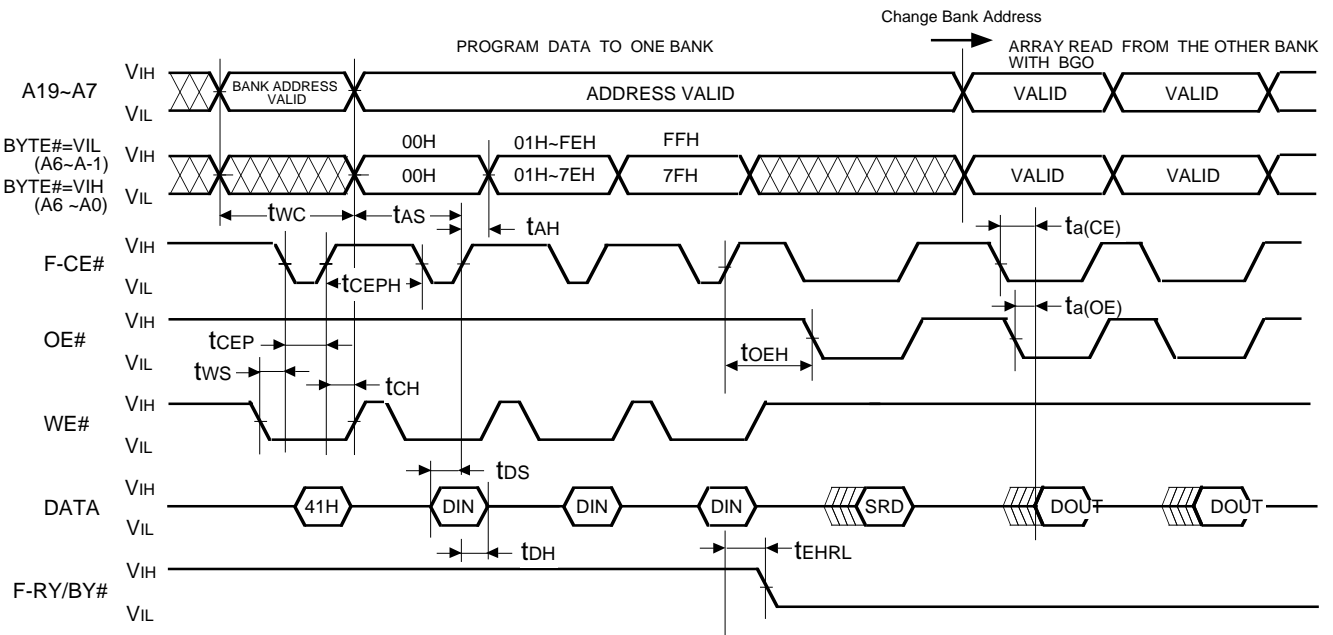 Change Bank Address
PROGRAM DATA TO ONE BANK
ARRAY READ FROM THE OTHER BANK
WITH BGO
A19~A7
VIH
VIL
BANK ADDRESS
VALID
ADDRESS VALID
VALID
VALID
BYTE#=VIL
(A6~A-1)
BYTE#=VIH
(A6 ~A0)
VIH
VIL
00H
01H~FEH
FFH
00H
01H~7EH
7FH
VALID
VALID
tWC
tAS
tAH
ta(CE)
F-CE#
VIH
VIL
tCEPH
ta(OE)
OE#
VIH
VIL
tCEP
tOEH
tWS
tCH
WE#
VIH
VIL
tDS
DATA
VIH
VIL
41H
DIN
DIN
DIN
SRD
DOUT
DOUT
tDH
tEHRL
F-RY/BY#
VIH
VIL